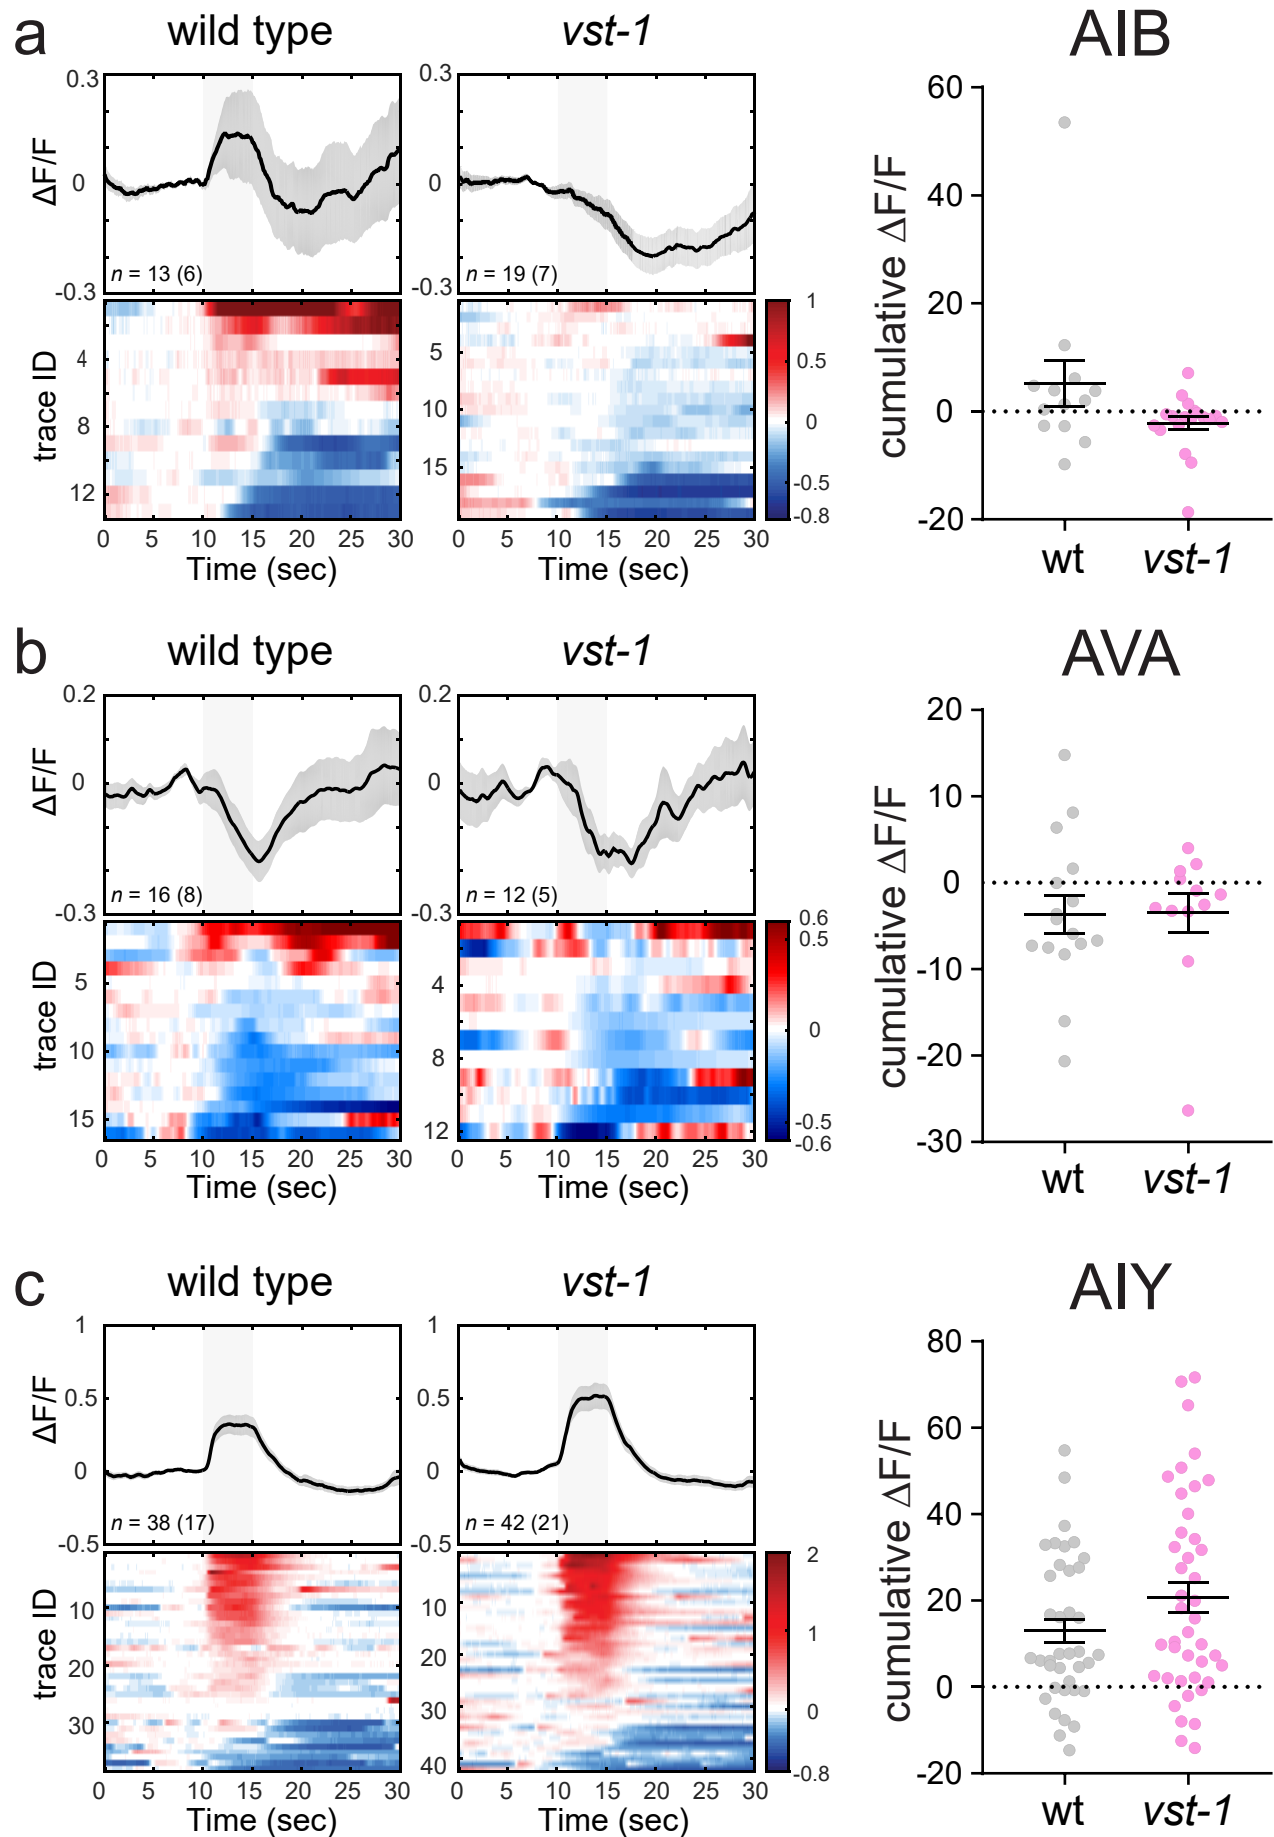 a
wild type
vst-1
AIB
0.3
0
-0.3
ΔF/F
n = 13 (6)
0.3
0
-0.3
n = 19 (7)
trace ID
4
8
12
5
10
15
1
0.5
0
-0.5
-0.8
0 5 10 15 20 25 30
Time (sec)
0 5 10 15 20 25 30
Time (sec)
cumulative ΔF/F
60
40
20
0
-20
wt
vst-1
b
wild type
vst-1
AVA
0.2
0
-0.3
ΔF/F
n = 16 (8)
0.2
0
-0.3
n = 12 (5)
trace ID
5
10
15
4
8
12
0.6
0.5
0
-0.5
-0.6
0 5 10 15 20 25 30
Time (sec)
0 5 10 15 20 25 30
Time (sec)
cumulative ΔF/F
20
10
0
-10
-20
-30
wt
vst-1
c
wild type
vst-1
AIY
1
0.5
0
-0.5
ΔF/F
n = 38 (17)
1
0.5
0
-0.5
n = 42 (21)
trace ID
10
20
30
10
20
30
40
2
1
0
-0.8
0 5 10 15 20 25 30
Time (sec)
0 5 10 15 20 25 30
Time (sec)
cumulative ΔF/F
80
60
40
20
0
-20
wt
vst-1